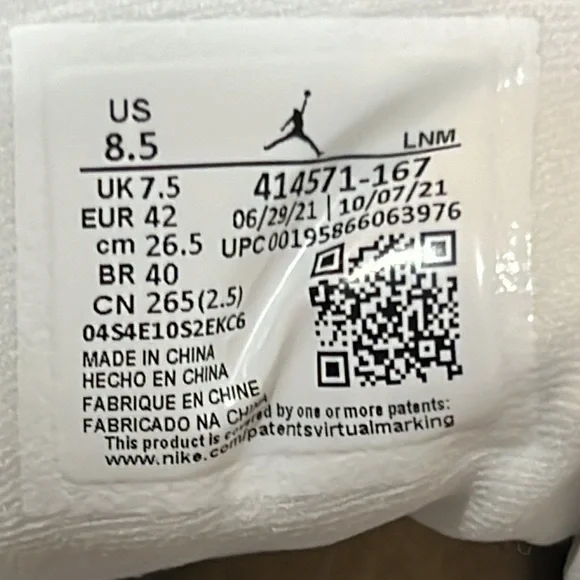 US
8.5
LNM
UK 7.5
414571-167
EUR 42
06/29/21 | 10/07/21
cm 26.5
UPC00195866063976
BR 40
CN 265(2.5)
04S4E10S2EKC6
MADE IN CHINA
HECHO EN CHINA
FABRIQUE EN CHINE
FABRICADO NA CHINA
This product is covered by one or more patents:
www.nike.com/patentsvirtualmarking